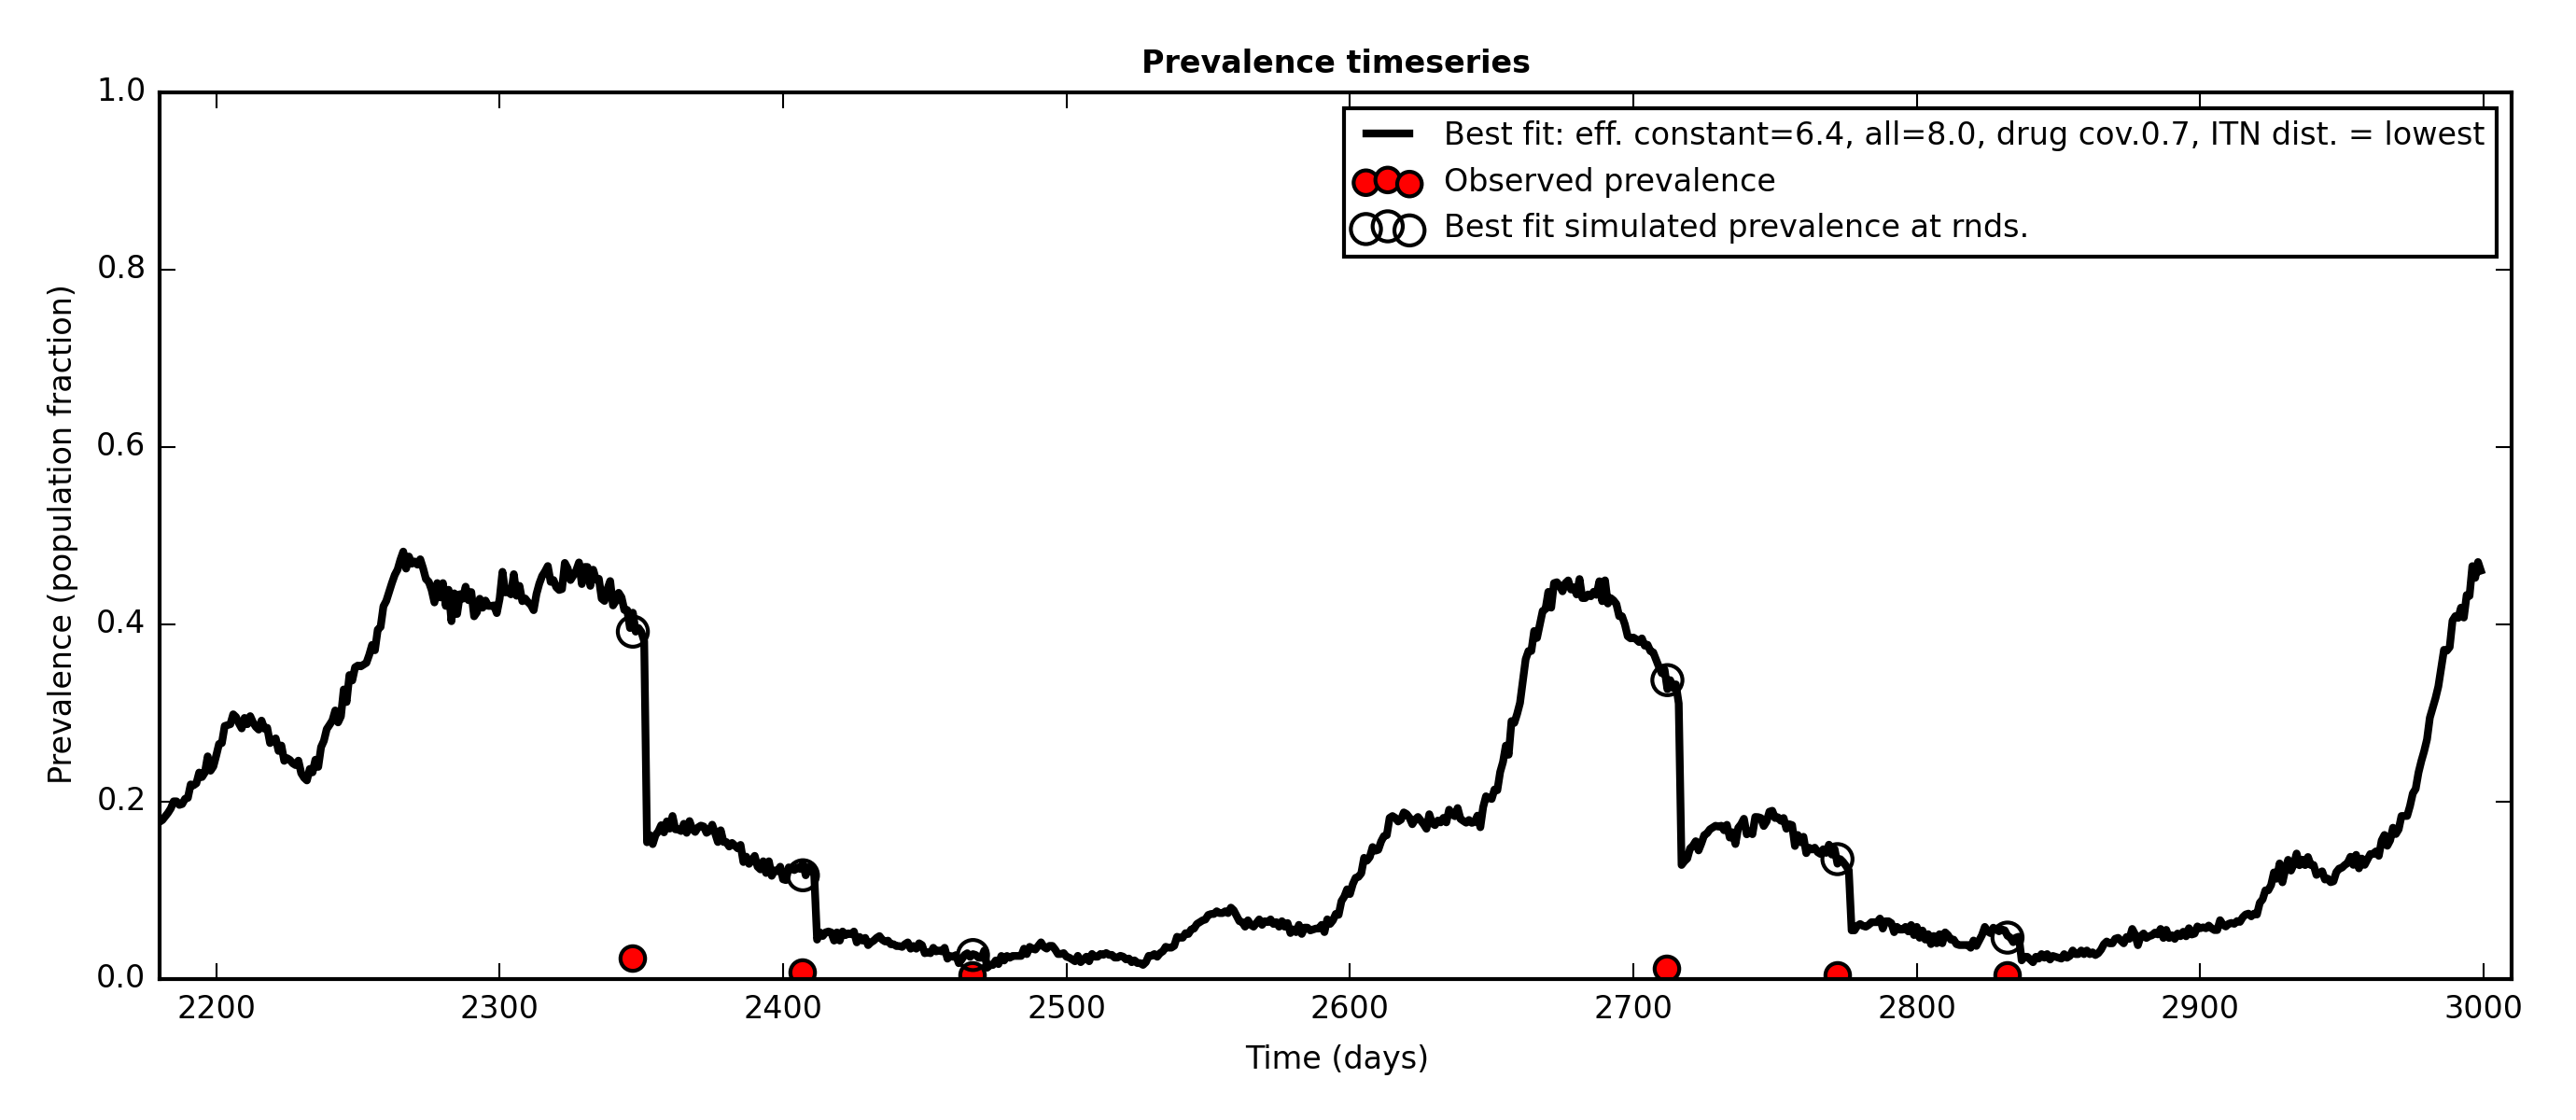 Prevalence timeseries
Best fit: eff. constant=6.4, all=8.0, drug cov.0.7, ITN dist. = lowest
Observed prevalence
Best fit simulated prevalence at rnds.
Prevalence (population fraction)
1.0
0.8
0.6
0.4
0.2
0.0
2200 2300 2400 2500 2600 2700 2800 2900 3000
Time (days)